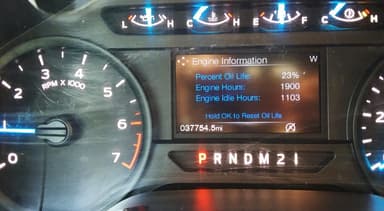 L H C H E F C H
Engine Information W
Percent Oil Life: 23%
Engine Hours: 1900
Engine Idle Hours: 1103
Hold OK to Reset Oil Life
037754.5mi
P R N D M 2 1
0 2 3 4 5 6 7
RPM X 1000